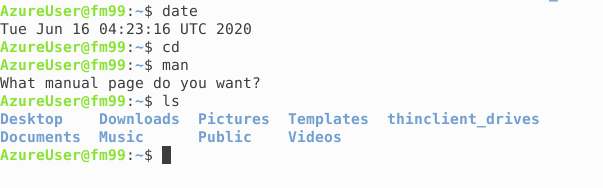 AzureUser@fm99:~$ date
Tue Jun 16 04:23:16 UTC 2020
AzureUser@fm99:~$ cd
AzureUser@fm99:~$ man
What manual page do you want?
AzureUser@fm99:~$ ls
Desktop    Downloads  Pictures  Templates  thinclient_drives
Documents  Music      Public    Videos
AzureUser@fm99:~$